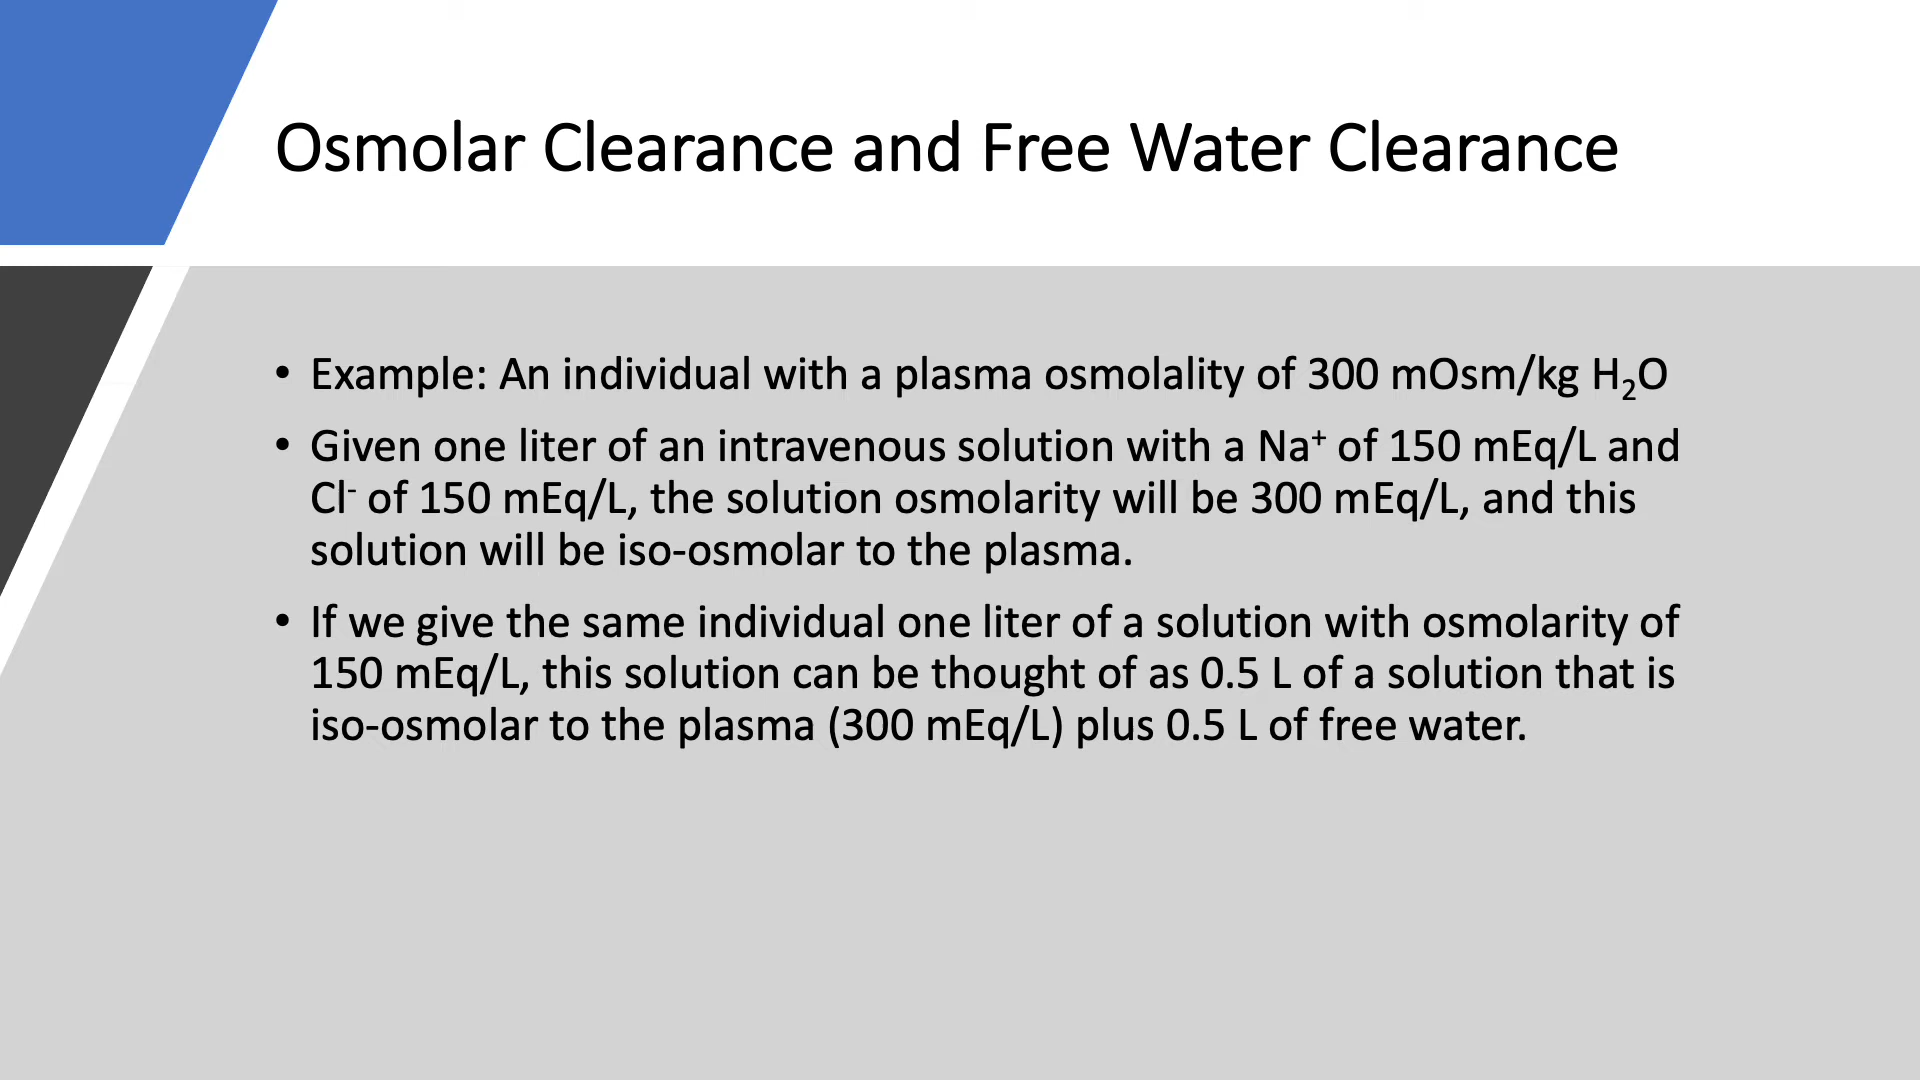 Osmolar Clearance and Free Water Clearance
• Example: An individual with a plasma osmolality of 300 mOsm/kg H₂O
• Given one liter of an intravenous solution with a Na⁺ of 150 mEq/L and
Cl⁻ of 150 mEq/L, the solution osmolarity will be 300 mEq/L, and this
solution will be iso-osmolar to the plasma.
• If we give the same individual one liter of a solution with osmolarity of
150 mEq/L, this solution can be thought of as 0.5 L of a solution that is
iso-osmolar to the plasma (300 mEq/L) plus 0.5 L of free water.